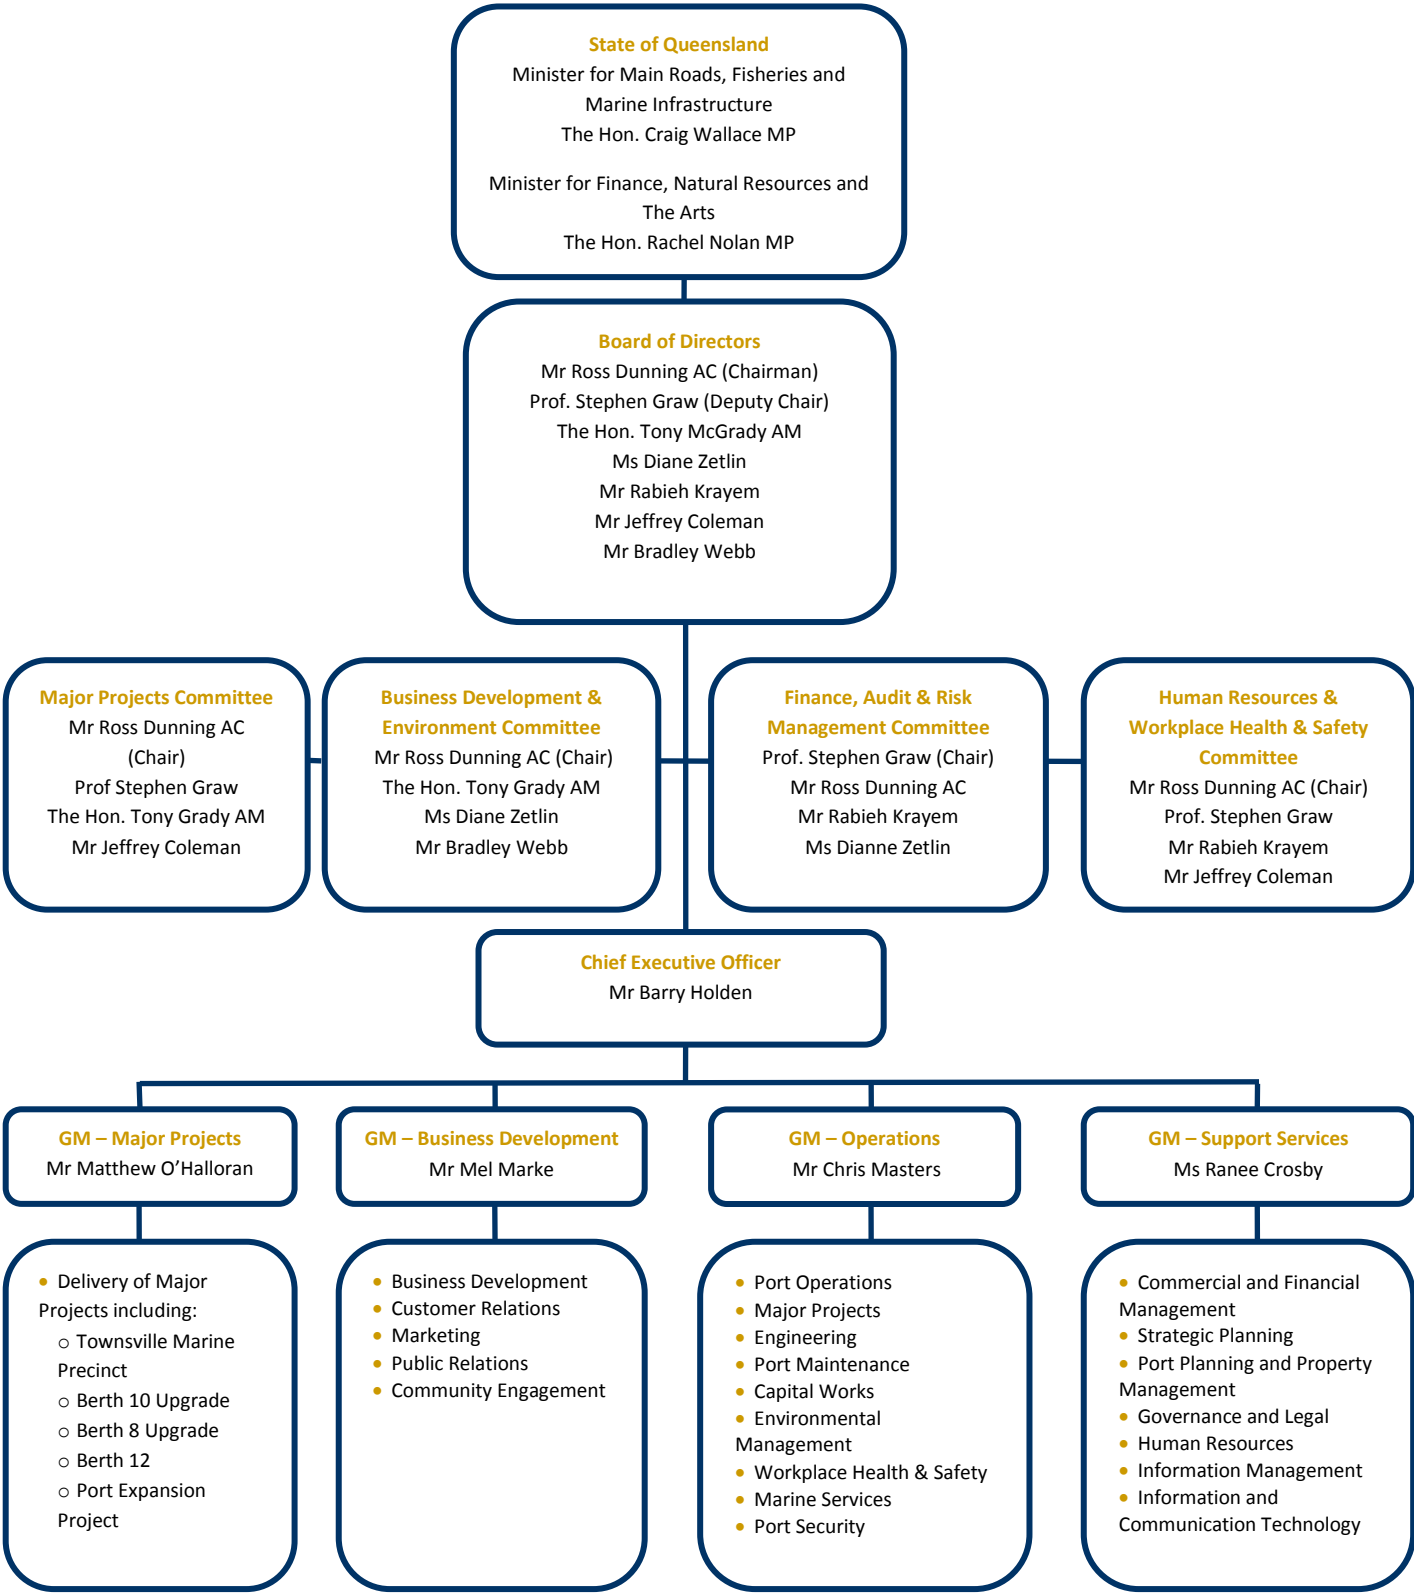 State of Queensland
Minister for Main Roads, Fisheries and
Marine Infrastructure
The Hon. Craig Wallace MP
Minister for Finance, Natural Resources and
The Arts
The Hon. Rachel Nolan MP
Board of Directors
Mr Ross Dunning AC (Chairman)
Prof. Stephen Graw (Deputy Chair)
The Hon. Tony McGrady AM
Ms Diane Zetlin
Mr Rabieh Krayem
Mr Jeffrey Coleman
Mr Bradley Webb
Major Projects Committee
Mr Ross Dunning AC
(Chair)
Prof Stephen Graw
The Hon. Tony Grady AM
Mr Jeffrey Coleman
Business Development &
Environment Committee
Mr Ross Dunning AC (Chair)
The Hon. Tony Grady AM
Ms Diane Zetlin
Mr Bradley Webb
Finance, Audit & Risk
Management Committee
Prof. Stephen Graw (Chair)
Mr Ross Dunning AC
Mr Rabieh Krayem
Ms Dianne Zetlin
Human Resources &
Workplace Health & Safety
Committee
Mr Ross Dunning AC (Chair)
Prof. Stephen Graw
Mr Rabieh Krayem
Mr Jeffrey Coleman
Chief Executive Officer
Mr Barry Holden
GM – Major Projects
Mr Matthew O’Halloran
GM – Business Development
Mr Mel Marke
GM – Operations
Mr Chris Masters
GM – Support Services
Ms Ranee Crosby
• Delivery of Major
Projects including:
o Townsville Marine
Precinct
o Berth 10 Upgrade
o Berth 8 Upgrade
o Berth 12
o Port Expansion
Project
• Business Development
• Customer Relations
• Marketing
• Public Relations
• Community Engagement
• Port Operations
• Major Projects
• Engineering
• Port Maintenance
• Capital Works
• Environmental
Management
• Workplace Health & Safety
• Marine Services
• Port Security
• Commercial and Financial
Management
• Strategic Planning
• Port Planning and Property
Management
• Governance and Legal
• Human Resources
• Information Management
• Information and
Communication Technology